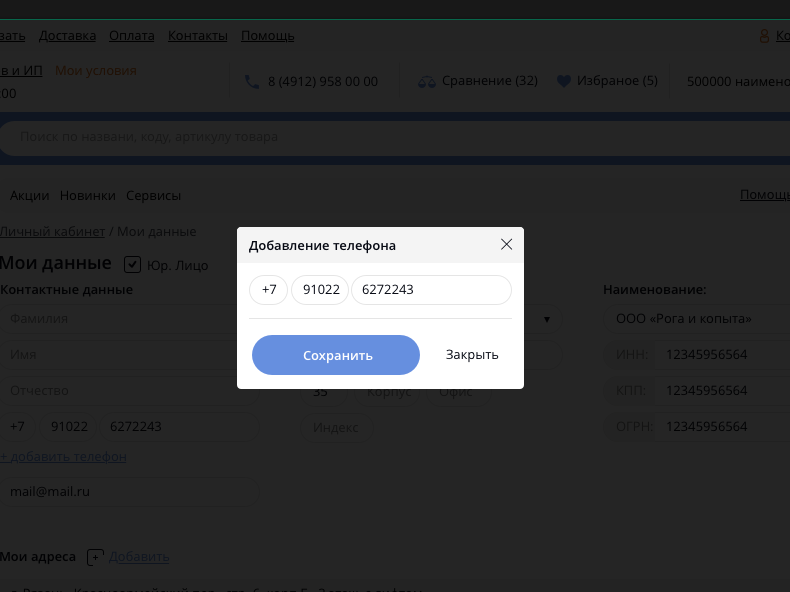 зать Доставка Оплата Контакты Помощь Ко
в и ИП Мои условия
:00 8 (4912) 958 00 00 Сравнение (32) Избраное (5) 500000 наимено
Поиск по названи, коду, артикулу товара
Акции Новинки Сервисы Помощь
Личный кабинет / Мои данные
Мои данные Юр. Лицо
Добавление телефона
+7 91022 6272243
Сохранить Закрыть
Контактные данные Наименование:
Фамилия ООО «Рога и копыта»
Имя ИНН: 12345956564
Отчество 35 Корпус Офис КПП: 12345956564
+7 91022 6272243 Индекс ОГРН: 12345956564
+ добавить телефон
mail@mail.ru
Мои адреса Добавить